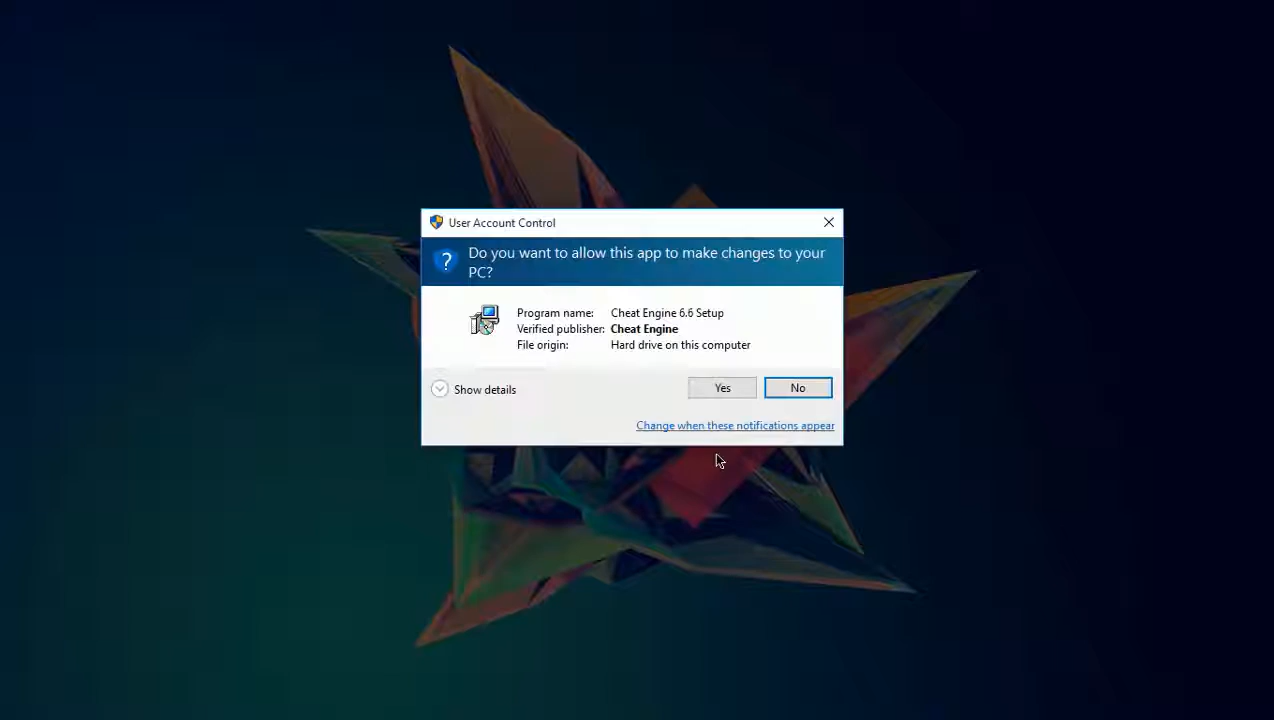 User Account Control
Do you want to allow this app to make changes to your
PC?
Program name: Cheat Engine 6.6 Setup
Verified publisher: Cheat Engine
File origin: Hard drive on this computer
Show details
Yes
No
Change when these notifications appear